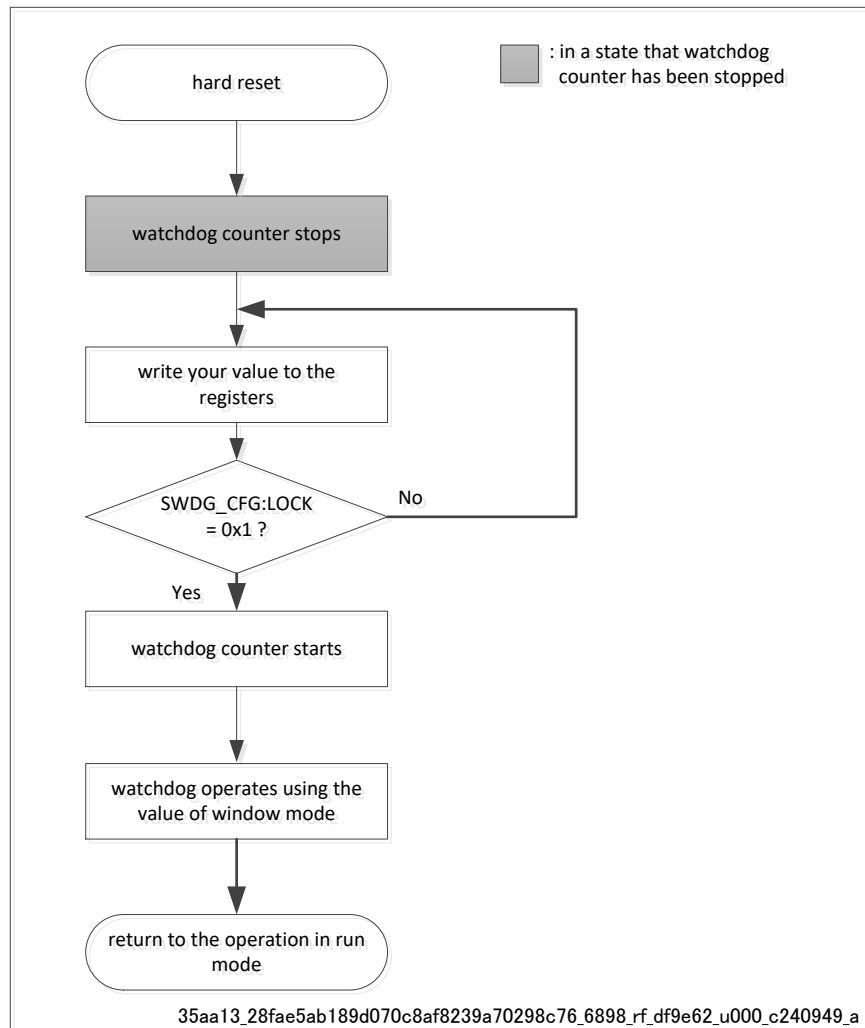 hard reset
: in a state that watchdog
counter has been stopped
watchdog counter stops
write your value to the
registers
SWDG_CFG:LOCK
= 0x1 ?
No
Yes
watchdog counter starts
watchdog operates using the
value of window mode
return to the operation in run
mode
35aa13_28fae5ab189d070c8af8239a70298c76_6898_rf_df9e62_u000_c240949_a